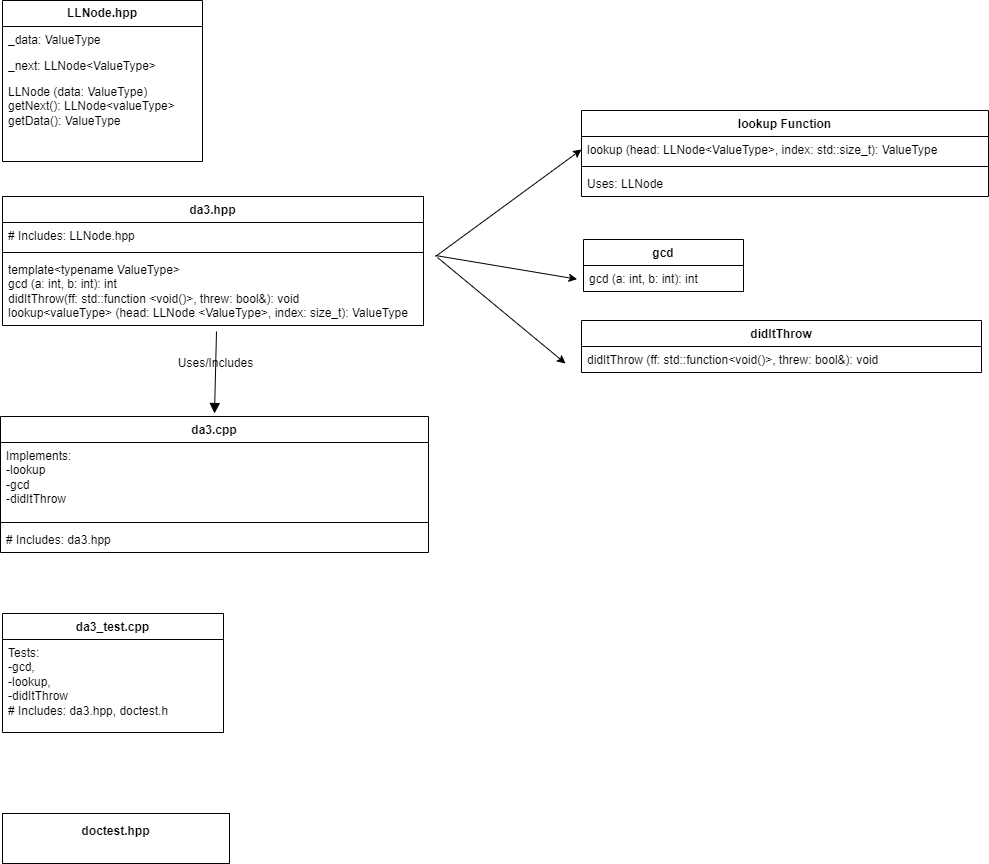 LLNode.hpp
_data: ValueType
_next: LLNode<ValueType>
LLNode (data: ValueType)
getNext(): LLNode<valueType>
getData(): ValueType
lookup Function
lookup (head: LLNode<ValueType>, index: std::size_t): ValueType
Uses: LLNode
da3.hpp
# Includes: LLNode.hpp
template<typename ValueType>
gcd (a: int, b: int): int
didItThrow(ff: std::function <void()>, threw: bool&): void
lookup<valueType> (head: LLNode <ValueType>, index: size_t): ValueType
gcd
gcd (a: int, b: int): int
didItThrow
didItThrow (ff: std::function<void()>, threw: bool&): void
Uses/Includes
da3.cpp
Implements:
-lookup
-gcd
-didItThrow
# Includes: da3.hpp
da3_test.cpp
Tests:
-gcd,
-lookup,
-didItThrow
# Includes: da3.hpp, doctest.h
doctest.hpp